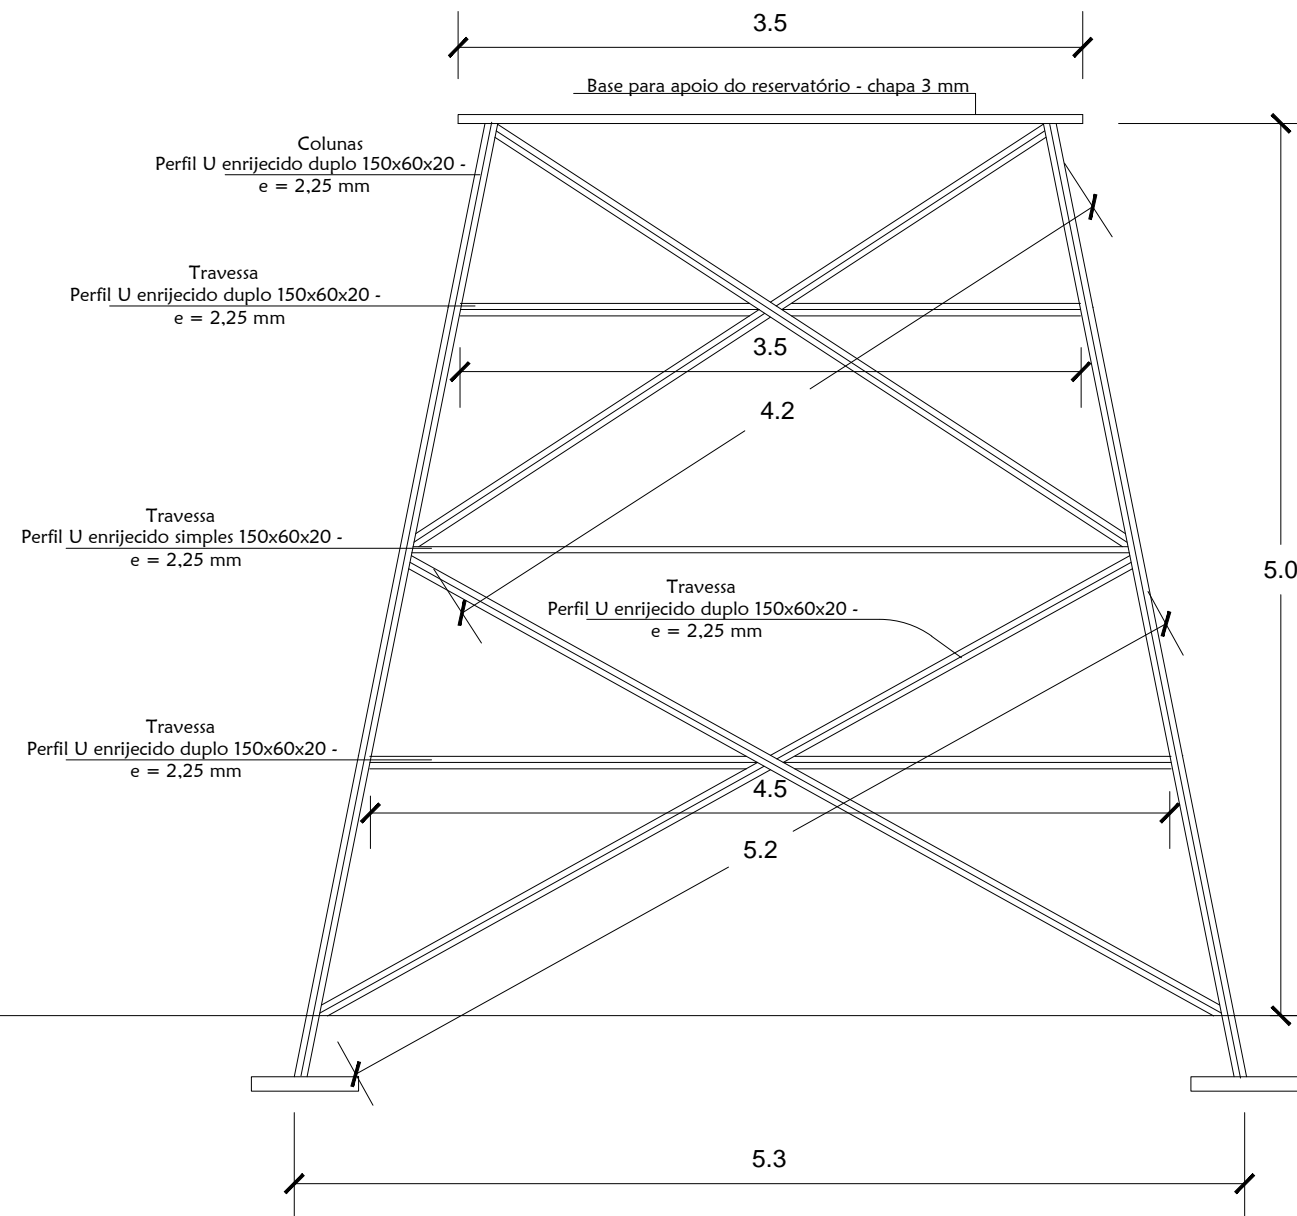 3.5
Base para apoio do reservatório - chapa 3 mm
Colunas
Perfil U enrijecido duplo 150x60x20 -
e = 2,25 mm
Travessa
Perfil U enrijecido duplo 150x60x20 -
e = 2,25 mm
3.5
4.2
Travessa
Perfil U enrijecido simples 150x60x20 -
e = 2,25 mm
5.0
Travessa
Perfil U enrijecido duplo 150x60x20 -
e = 2,25 mm
Travessa
Perfil U enrijecido duplo 150x60x20 -
e = 2,25 mm
4.5
5.2
5.3